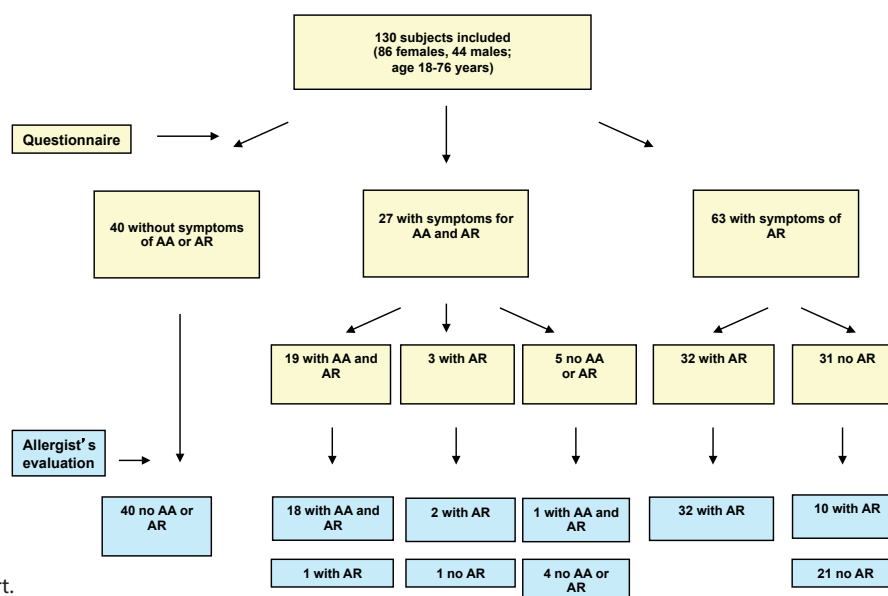 130 subjects included
(86 females, 44 males;
age 18-76 years)
Questionnaire
40 without symptoms
of AA or AR
27 with symptoms for
AA and AR
63 with symptoms of
AR
19 with AA and
AR
3 with AR
5 no AA
or AR
32 with AR
31 no AR
Allergist's
evaluation
40 no AA or
AR
18 with AA and
AR
2 with AR
1 with AA and
AR
32 with AR
10 with AR
1 with AR
1 no AR
4 no AA or
AR
21 no AR
rt.